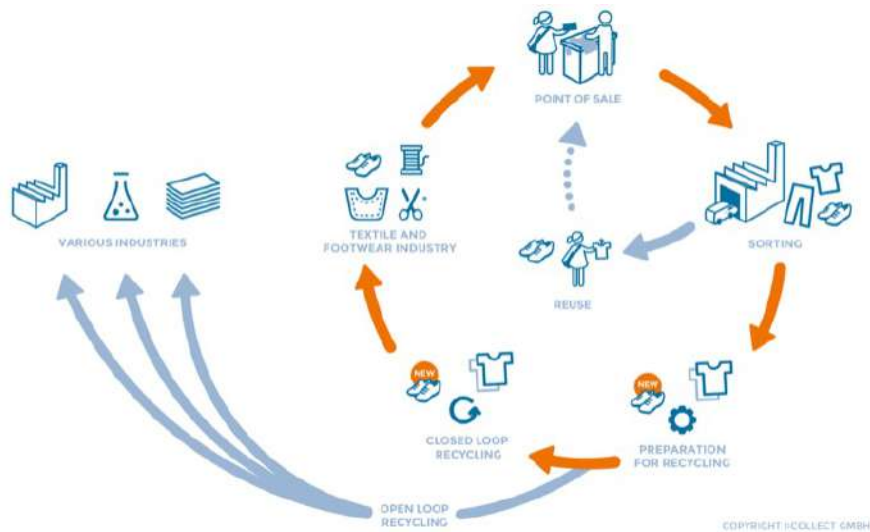 POINT OF SALE
TEXTILE AND
FOOTWEAR INDUSTRY
VARIOUS INDUSTRIES
SORTING
REUSE
NEW
CLOSED LOOP
RECYCLING
NEW
PREPARATION
FOR RECYCLING
OPEN LOOP
RECYCLING
COPYRIGHT I:COLLECT GMBH